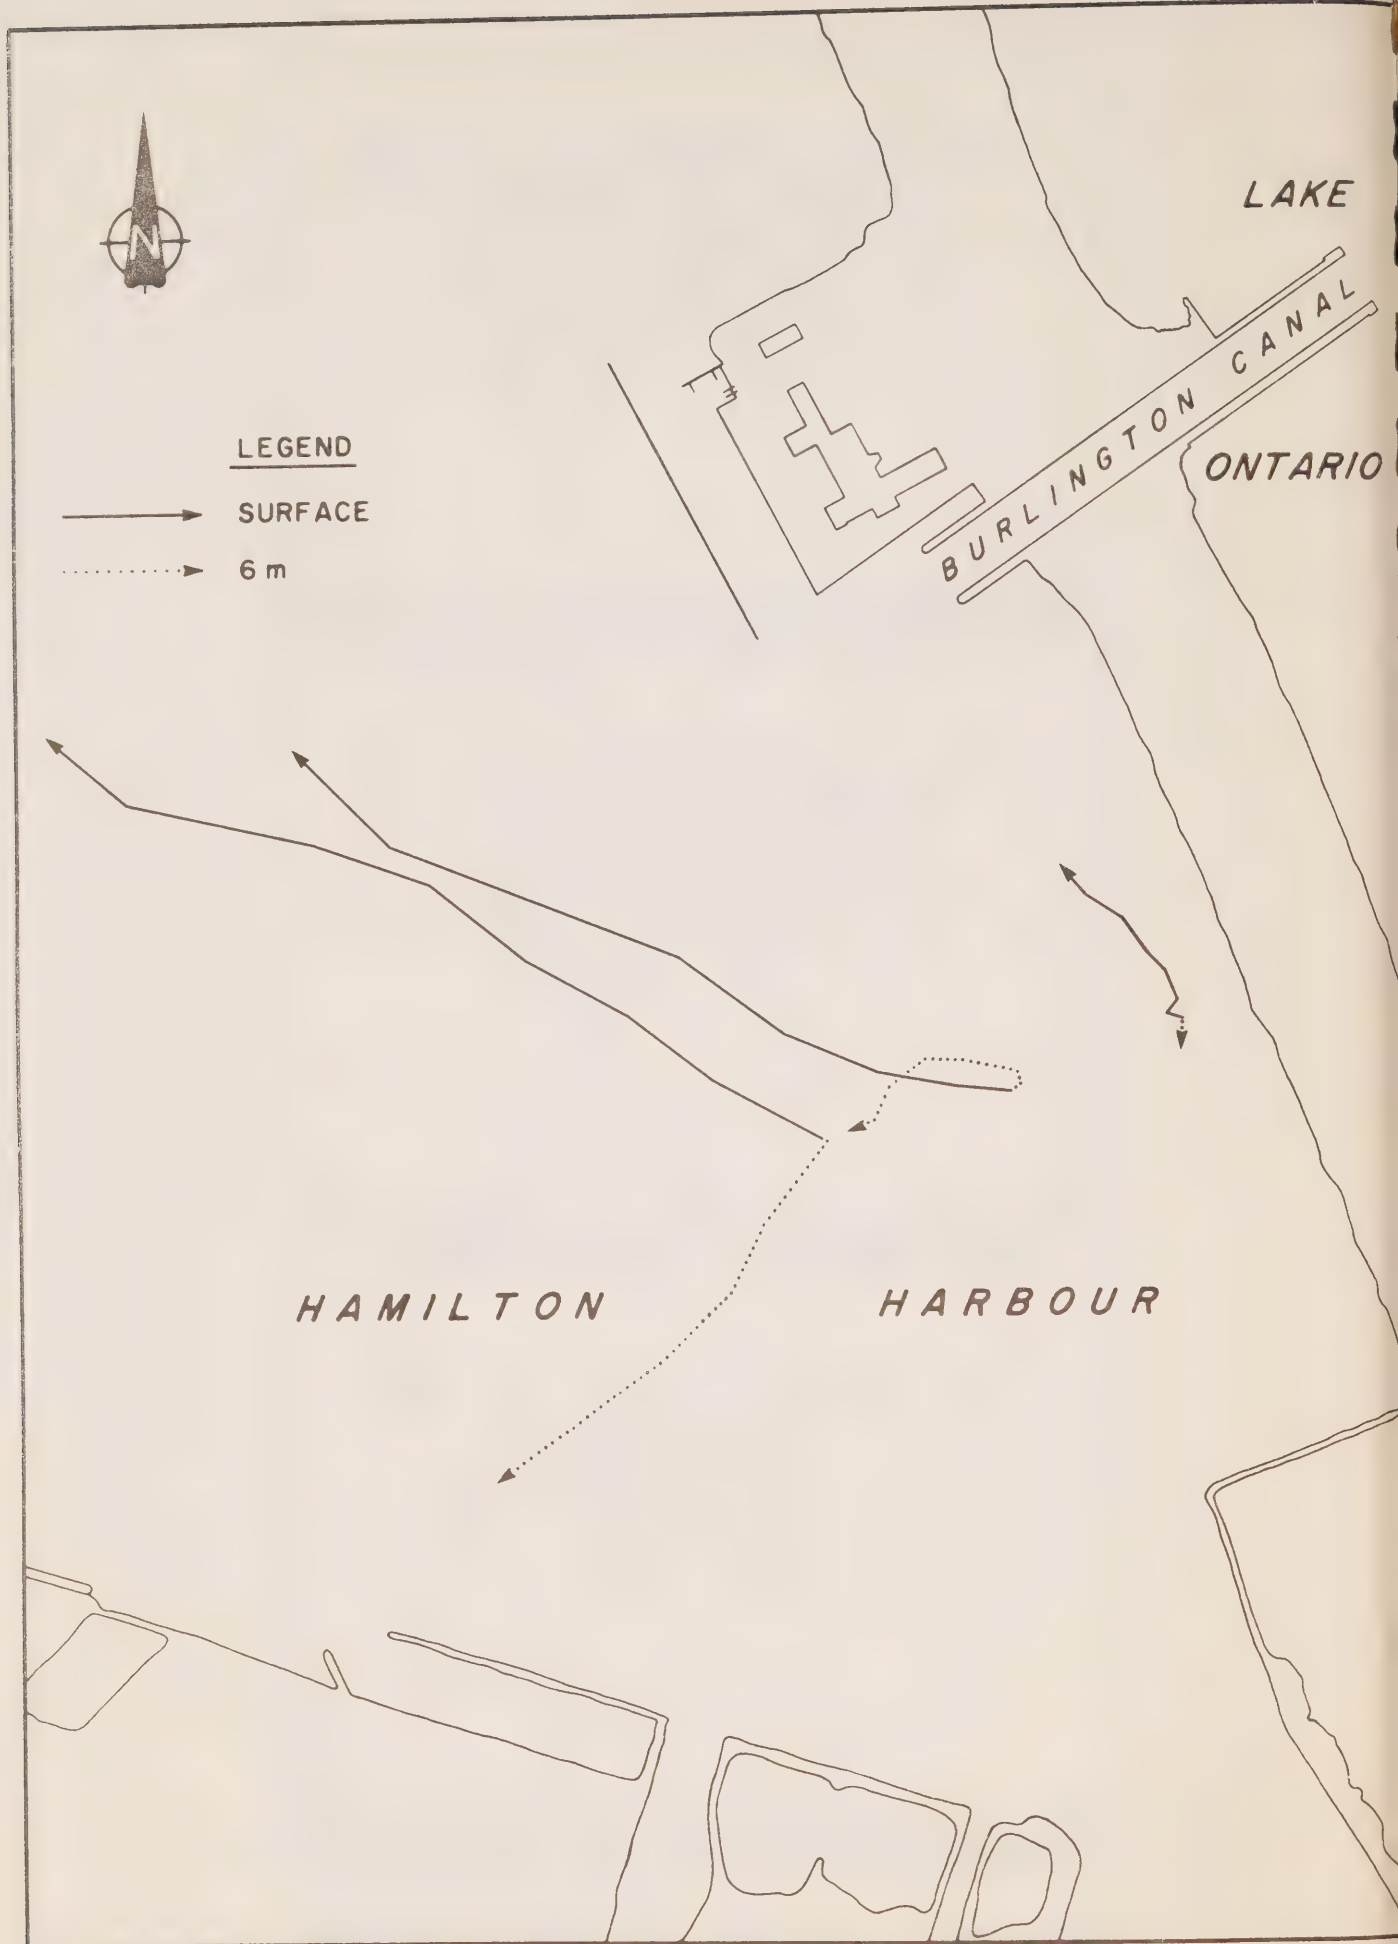 N
LAKE
BURLINGTON CANAL
ONTARIO
LEGEND
SURFACE
6 m
HAMILTON HARBOUR